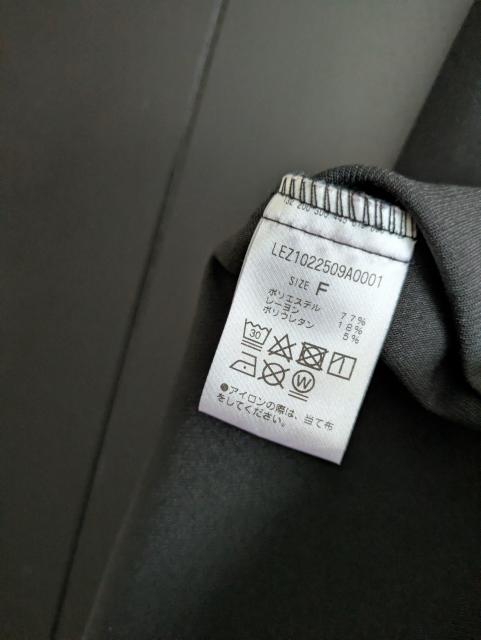 LEZ1022509A0001
SIZE F
ポリエステル 77%
レーヨン 18%
ポリウレタン 5%
30
W
●アイロンの際は、当て布
をしてください。